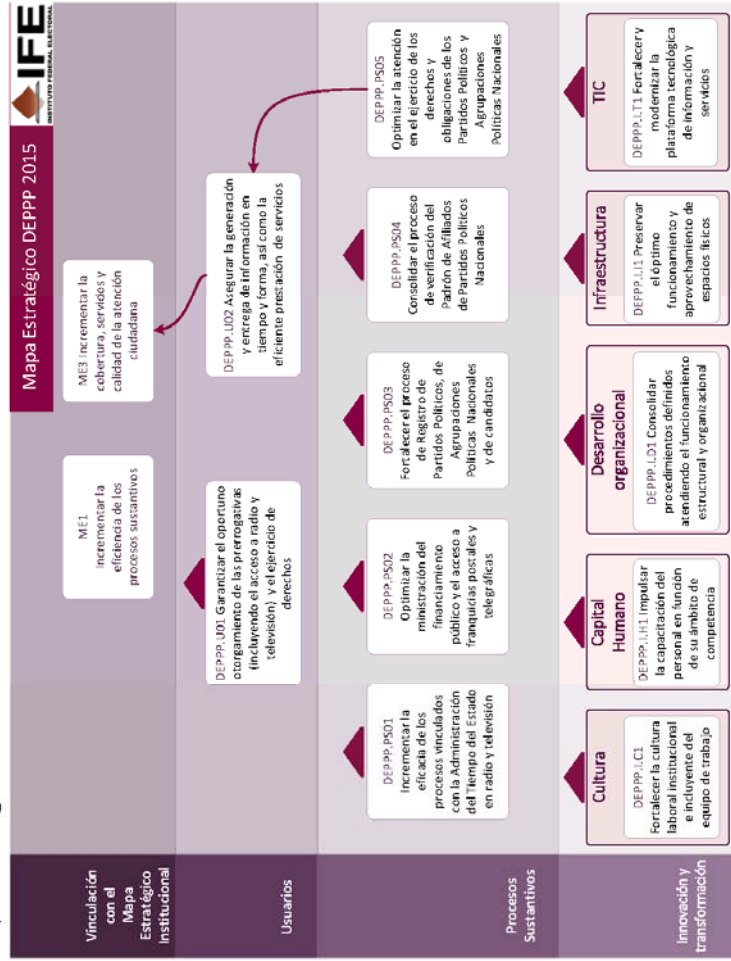 Mapa Estratégico DEPPP 2015
IFE
INSTITUTO FEDERAL ELECTORAL
Vinculación
con el
Mapa
Estratégico
Institucional
ME1
Incrementar la
eficiencia de los
procesos sustantivos
ME3 Incrementar la
cobertura, servicios y
calidad de la atención
ciudadana
Usuarios
DEPPP.U01 Garantizar el oportuno
otorgamiento de las prerrogativas
(incluyendo el acceso a radio y
televisión) y el ejercicio de
derechos
DEPPP.U02 Asegurar la generación
y entrega de información en
tiempo y forma, así como la
eficiente prestación de servicios
Procesos
Sustantivos
DEPPP.PS01
Incrementar la
eficacia de los
procesos vinculados
con la Administración
del Tiempo del Estado
en radio y televisión
DEPPP.PS02
Optimizar la
ministración del
financiamiento
público y el acceso a
franquicias postales y
telegráficas
DEPPP.PS03
Fortalecer el proceso
de Registro de
Partidos Políticos, de
Agrupaciones
Políticas Nacionales
y de candidatos
DEPPP.PS04
Consolidar el proceso
de verificación del
Padrón de Afiliados
de Partidos Políticos
Nacionales
DEPPP.PS05
Optimizar la atención
en el ejercicio de los
derechos y
obligaciones de los
Partidos Políticos y
Agrupaciones
Políticas Nacionales
Innovación y
transformación
Cultura
DEPPP.I.C1
Fortalecer la cultura
laboral institucional
e incluyente del
equipo de trabajo
Capital
Humano
DEPPP.I.H1 Impulsar
la capacitación del
personal en función
de su ámbito de
competencia
Desarrollo
organizacional
DEPPP.I.D1 Consolidar
procedimientos definidos
atendiendo el funcionamiento
estructural y organizacional
Infraestructura
DEPPP.I.I1 Preservar
el óptimo
funcionamiento y
aprovechamiento de
espacios físicos
TIC
DEPPP.I.T1 Fortalecer y
modernizar la
plataforma tecnológica
de información y
servicios